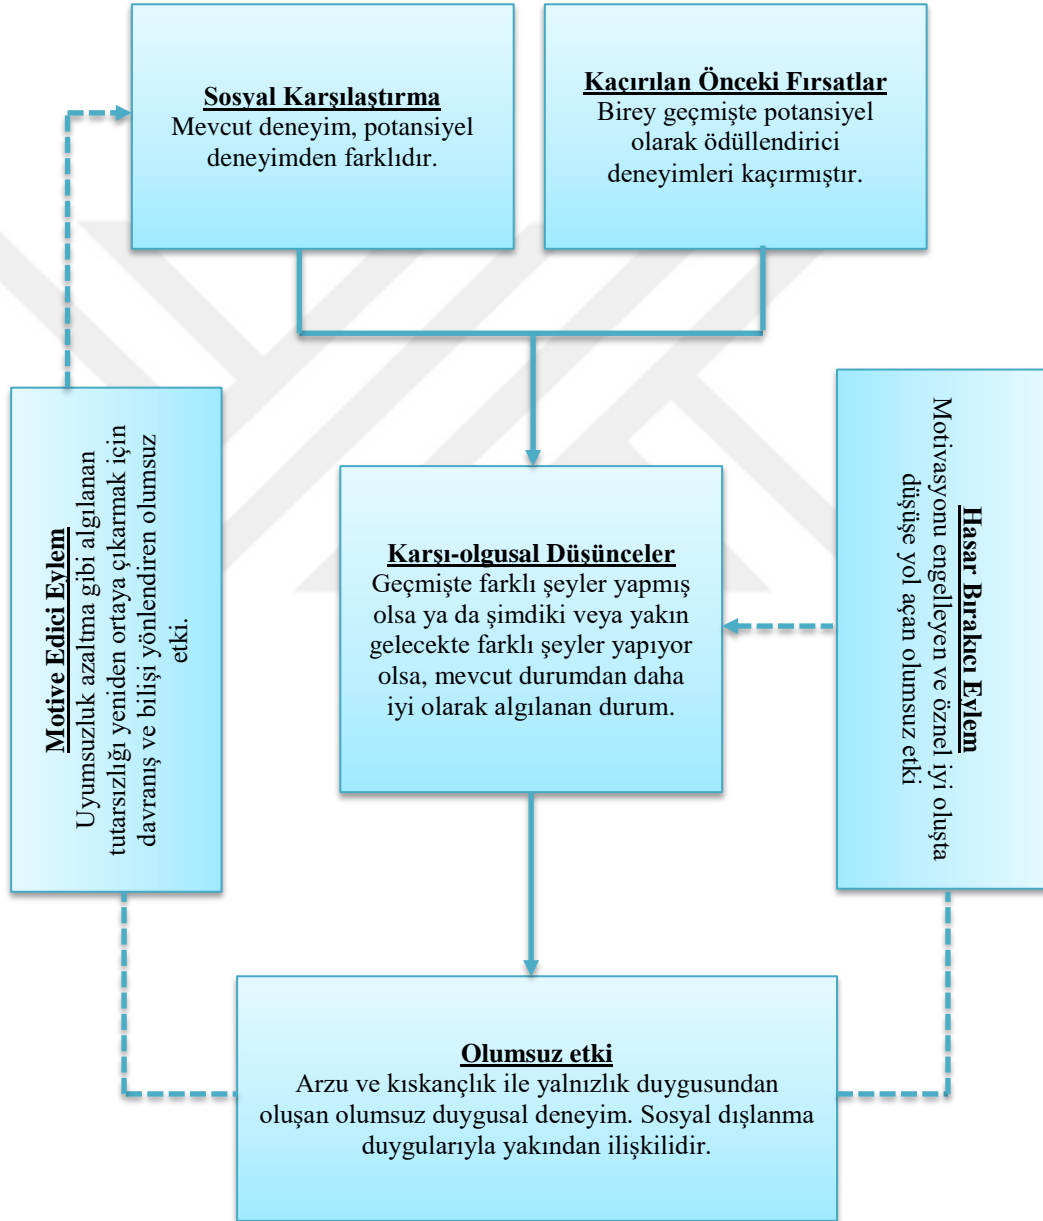 Sosyal Karşılaştırma
Mevcut deneyim, potansiyel
deneyimden farklıdır.
Kaçırılan Önceki Fırsatlar
Birey geçmişte potansiyel
olarak ödüllendirici
deneyimleri kaçırmıştır.
Motive Edici Eylem
Uyumsuzluk azaltma gibi algılanan
tutarsızlığı yeniden ortaya çıkarmak için
davranış ve bilişi yönlendiren olumsuz
etki.
Karşı-olgusal Düşünceler
Geçmişte farklı şeyler yapmış
olsa ya da şimdiki veya yakın
gelecekte farklı şeyler yapıyor
olsa, mevcut durumdan daha
iyi olarak algılanan durum.
Hasar Bırakıcı Eylem
Motivasyonu engelleyen ve öznel iyi oluşta
düşüşe yol açan olumsuz etki
Olumsuz etki
Arzu ve kıskançlık ile yalnızlık duygusundan
oluşan olumsuz duygusal deneyim. Sosyal dışlanma
duygularıyla yakından ilişkilidir.